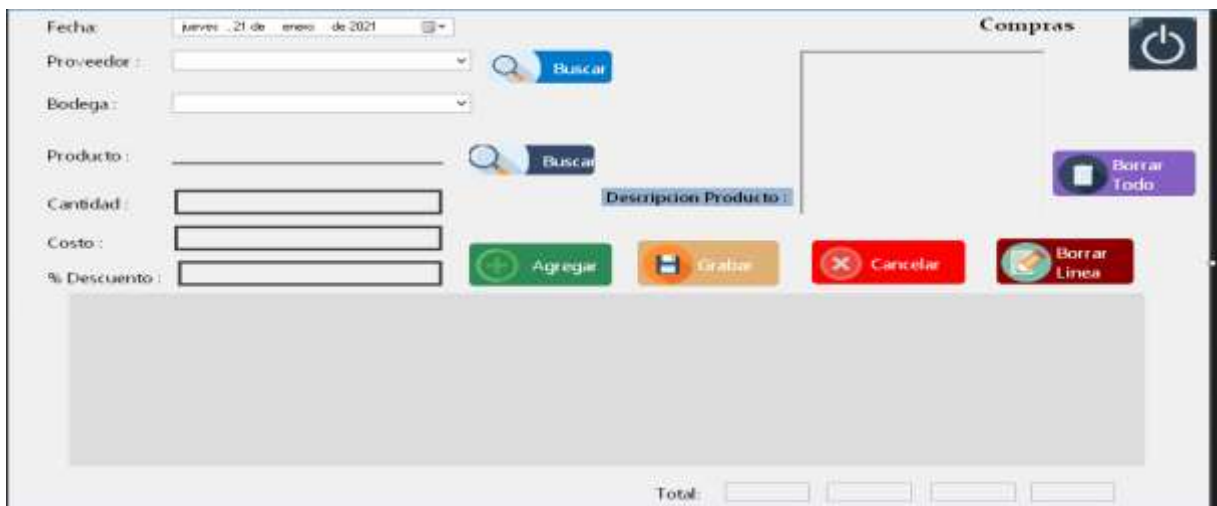 Fecha:
jueves , 21 de enero de 2021
Compras
Proveedor :
Buscar
Bodega :
Producto :
Buscar
Borrar
Todo
Descripcion Producto :
Cantidad :
Costo :
Agregar
Grabar
Cancelar
Borrar
Linea
% Descuento :
Total: